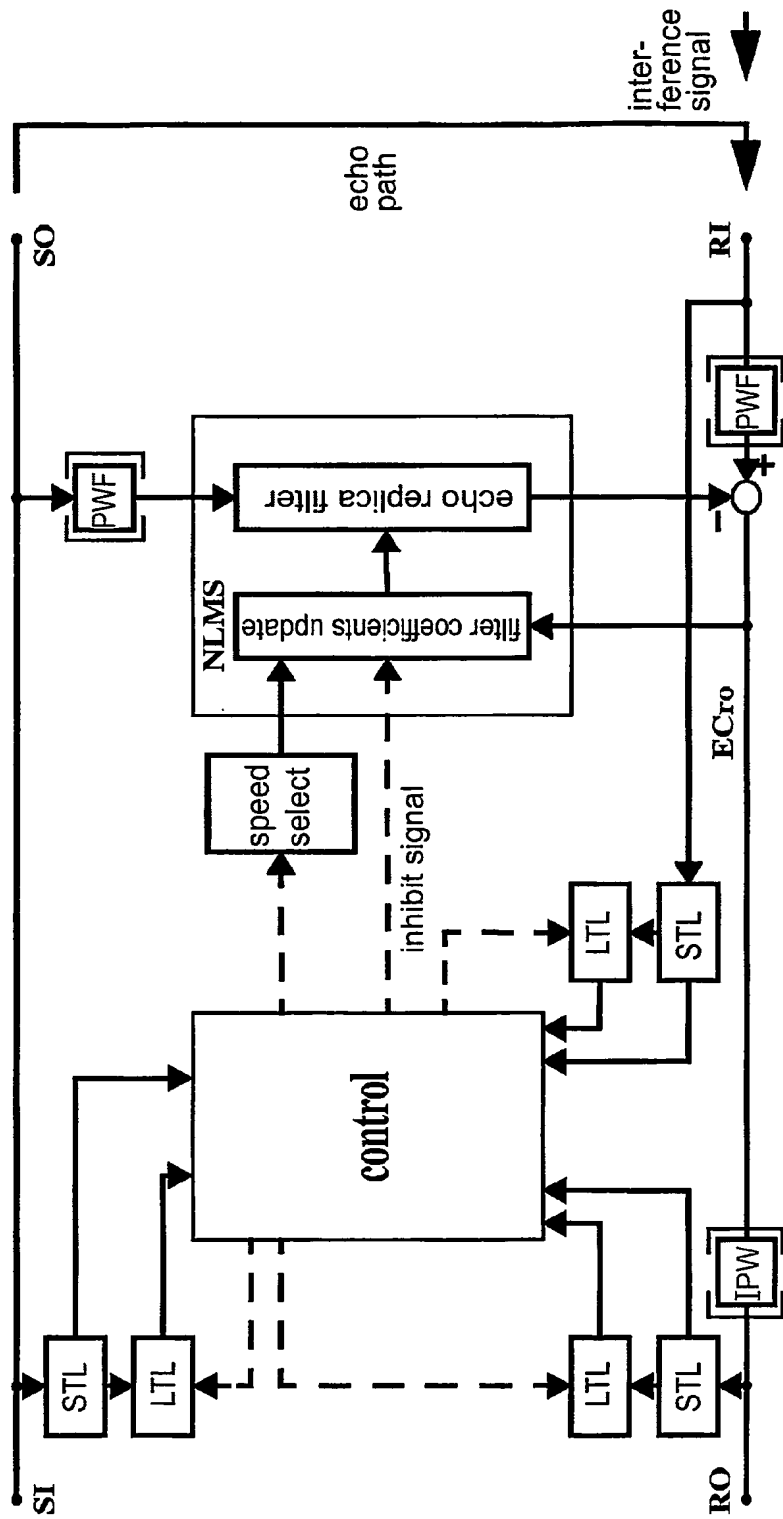 SI
SO
echo
path
inter-
ference
signal
STL
LTL
PWF
NLMS
speed
select
filter coefficients update
echo replica filter
control
inhibit signal
LTL
STL
LTL
STL
ECro
IPW
PWF
-
+
RO
RI